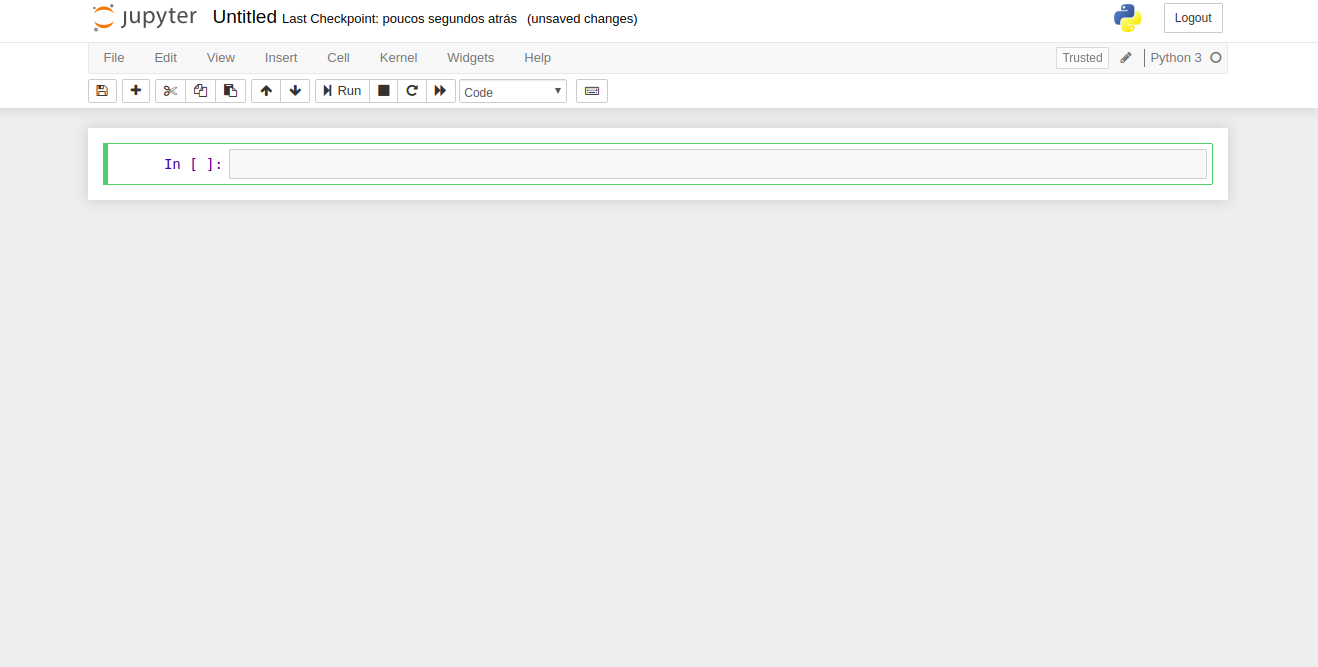 jupyter Untitled Last Checkpoint: poucos segundos atrás (unsaved changes) Logout
File Edit View Insert Cell Kernel Widgets Help Trusted Python 3
Run Code
In [ ]: